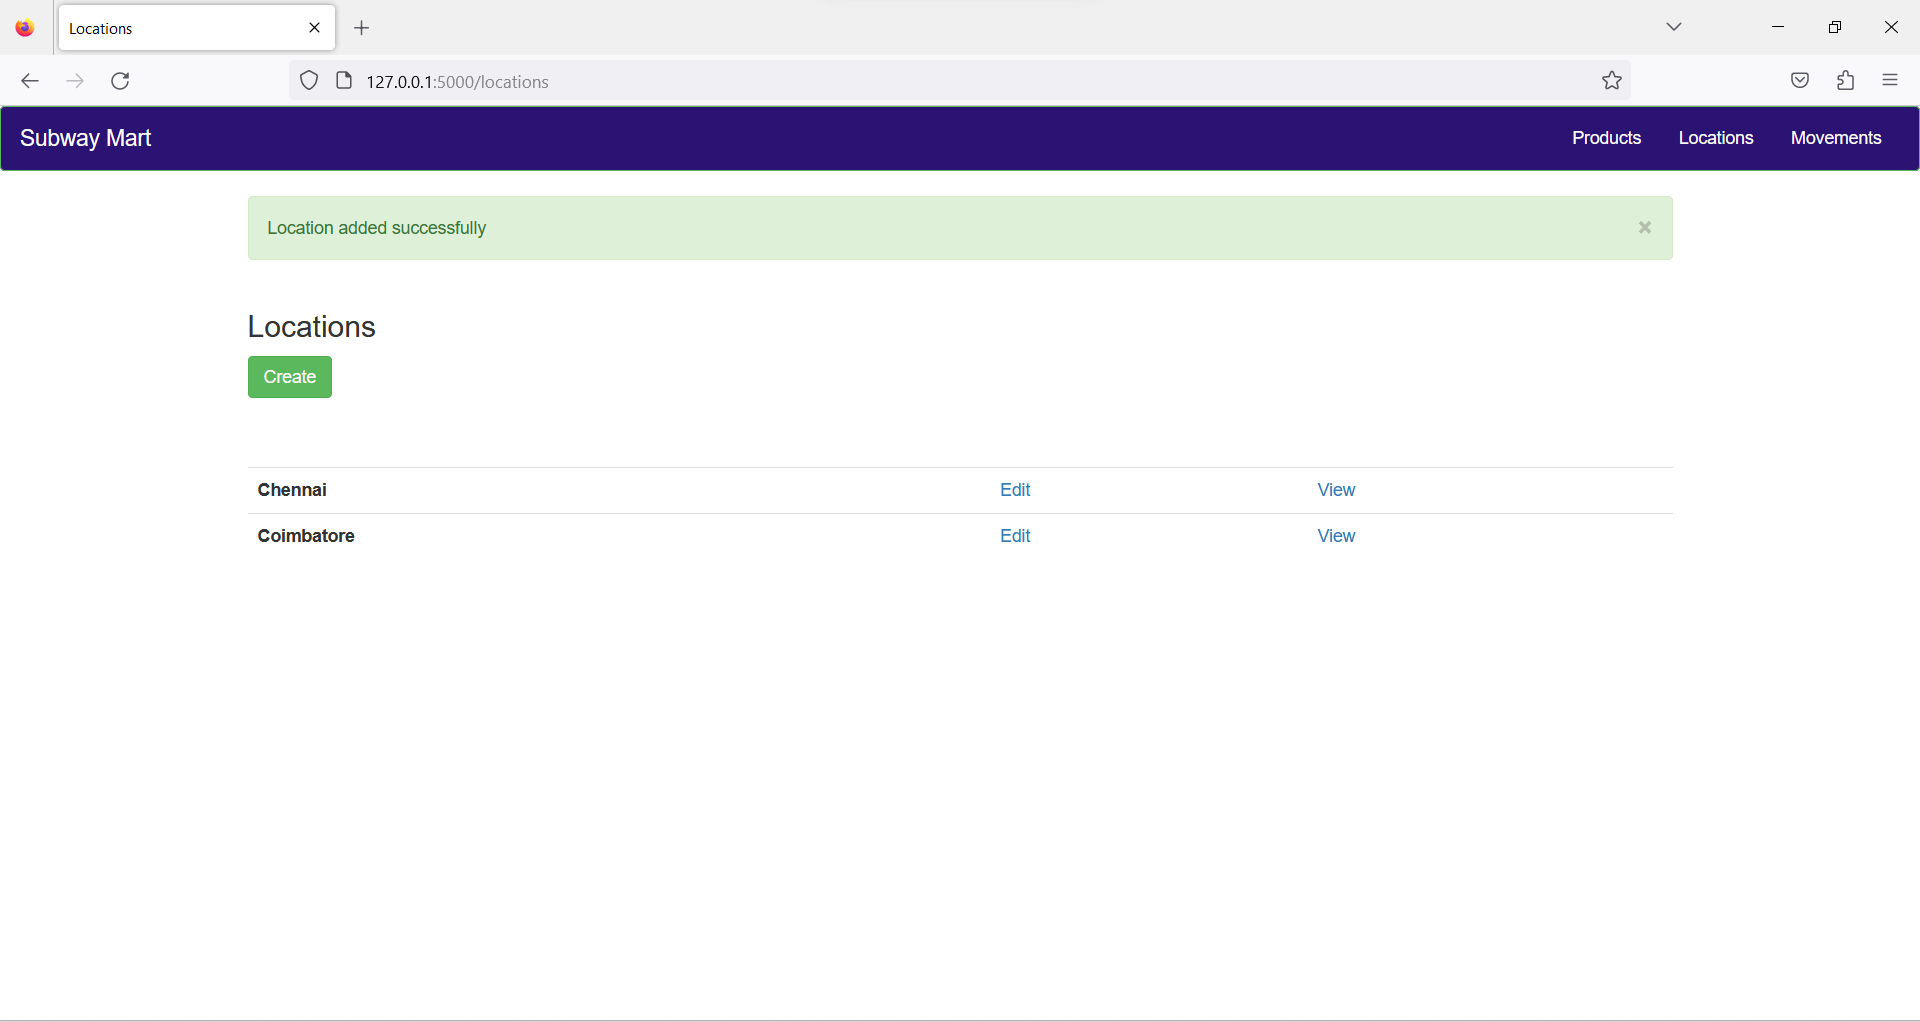 Locations
127.0.0.1:5000/locations
Subway Mart Products Locations Movements
Location added successfully ×
Locations
Create
Chennai Edit View
Coimbatore Edit View